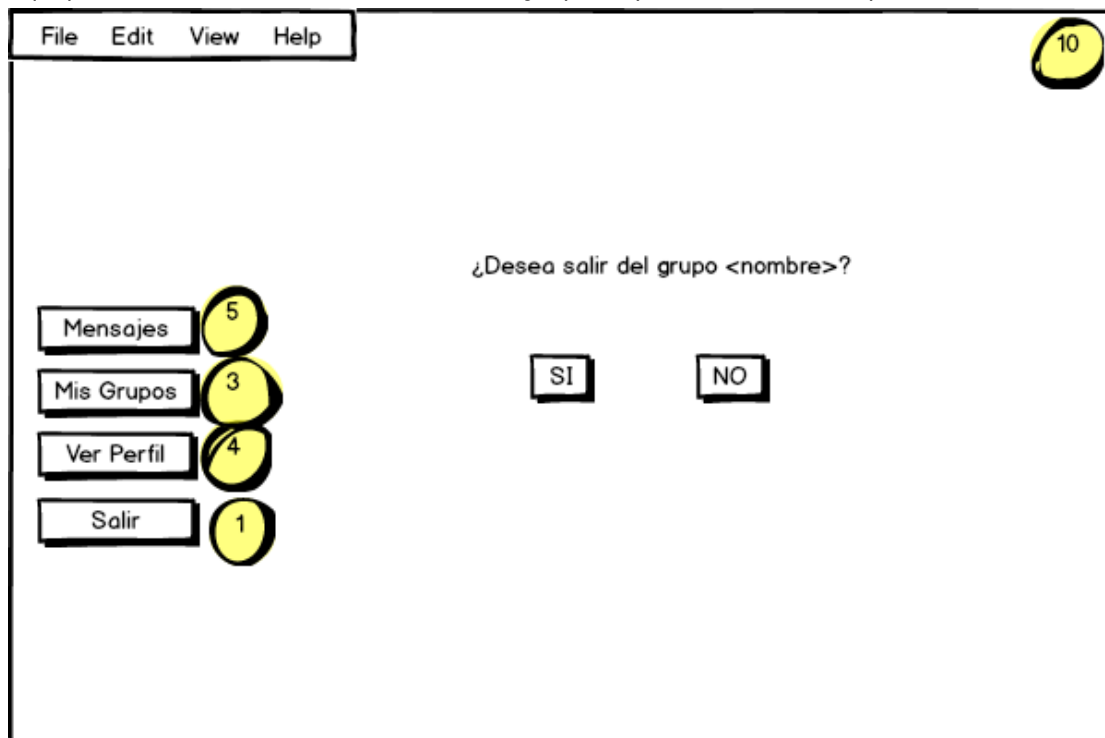 File Edit View Help
10
¿Desea salir del grupo <nombre>?
Mensajes 5
SI NO
Mis Grupos 3
Ver Perfil 4
Salir 1